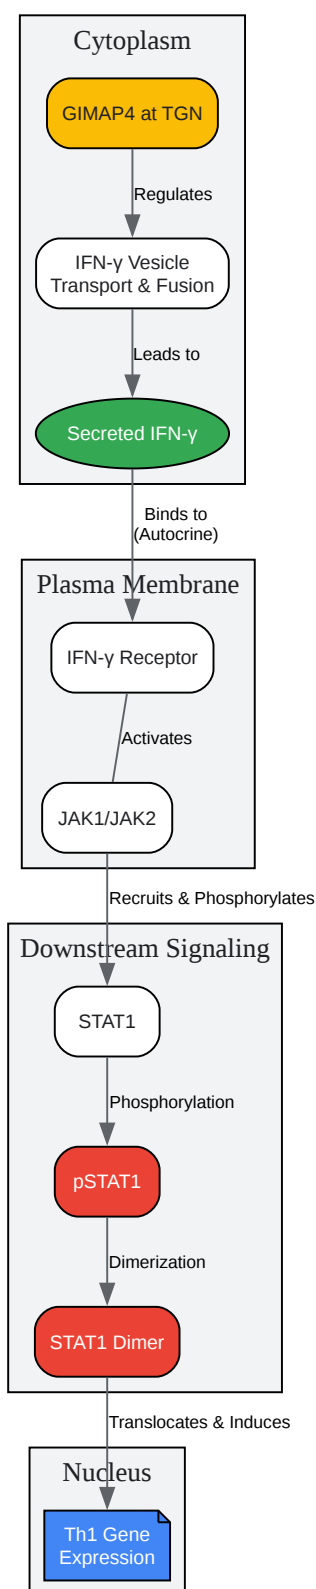 Cytoplasm
GIMAP4 at TGN
Regulates
IFN-γ Vesicle
Transport & Fusion
Leads to
Secreted IFN-γ
Binds to
(Autocrine)
Plasma Membrane
IFN-γ Receptor
Activates
JAK1/JAK2
Recruits & Phosphorylates
Downstream Signaling
STAT1
Phosphorylation
pSTAT1
Dimerization
STAT1 Dimer
Translocates & Induces
Nucleus
Th1 Gene
Expression